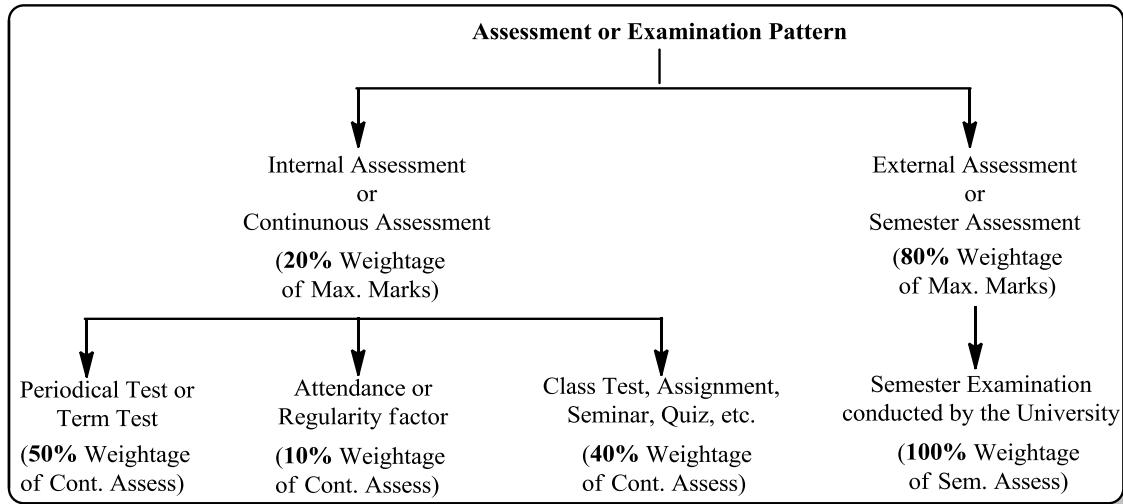 Assessment or Examination Pattern
Internal Assessment
or
Continunous Assessment
(20% Weightage
of Max. Marks)
External Assessment
or
Semester Assessment
(80% Weightage
of Max. Marks)
Periodical Test or
Term Test
(50% Weightage
of Cont. Assess)
Attendance or
Regularity factor
(10% Weightage
of Cont. Assess)
Class Test, Assignment,
Seminar, Quiz, etc.
(40% Weightage
of Cont. Assess)
Semester Examination
conducted by the University
(100% Weightage
of Sem. Assess)